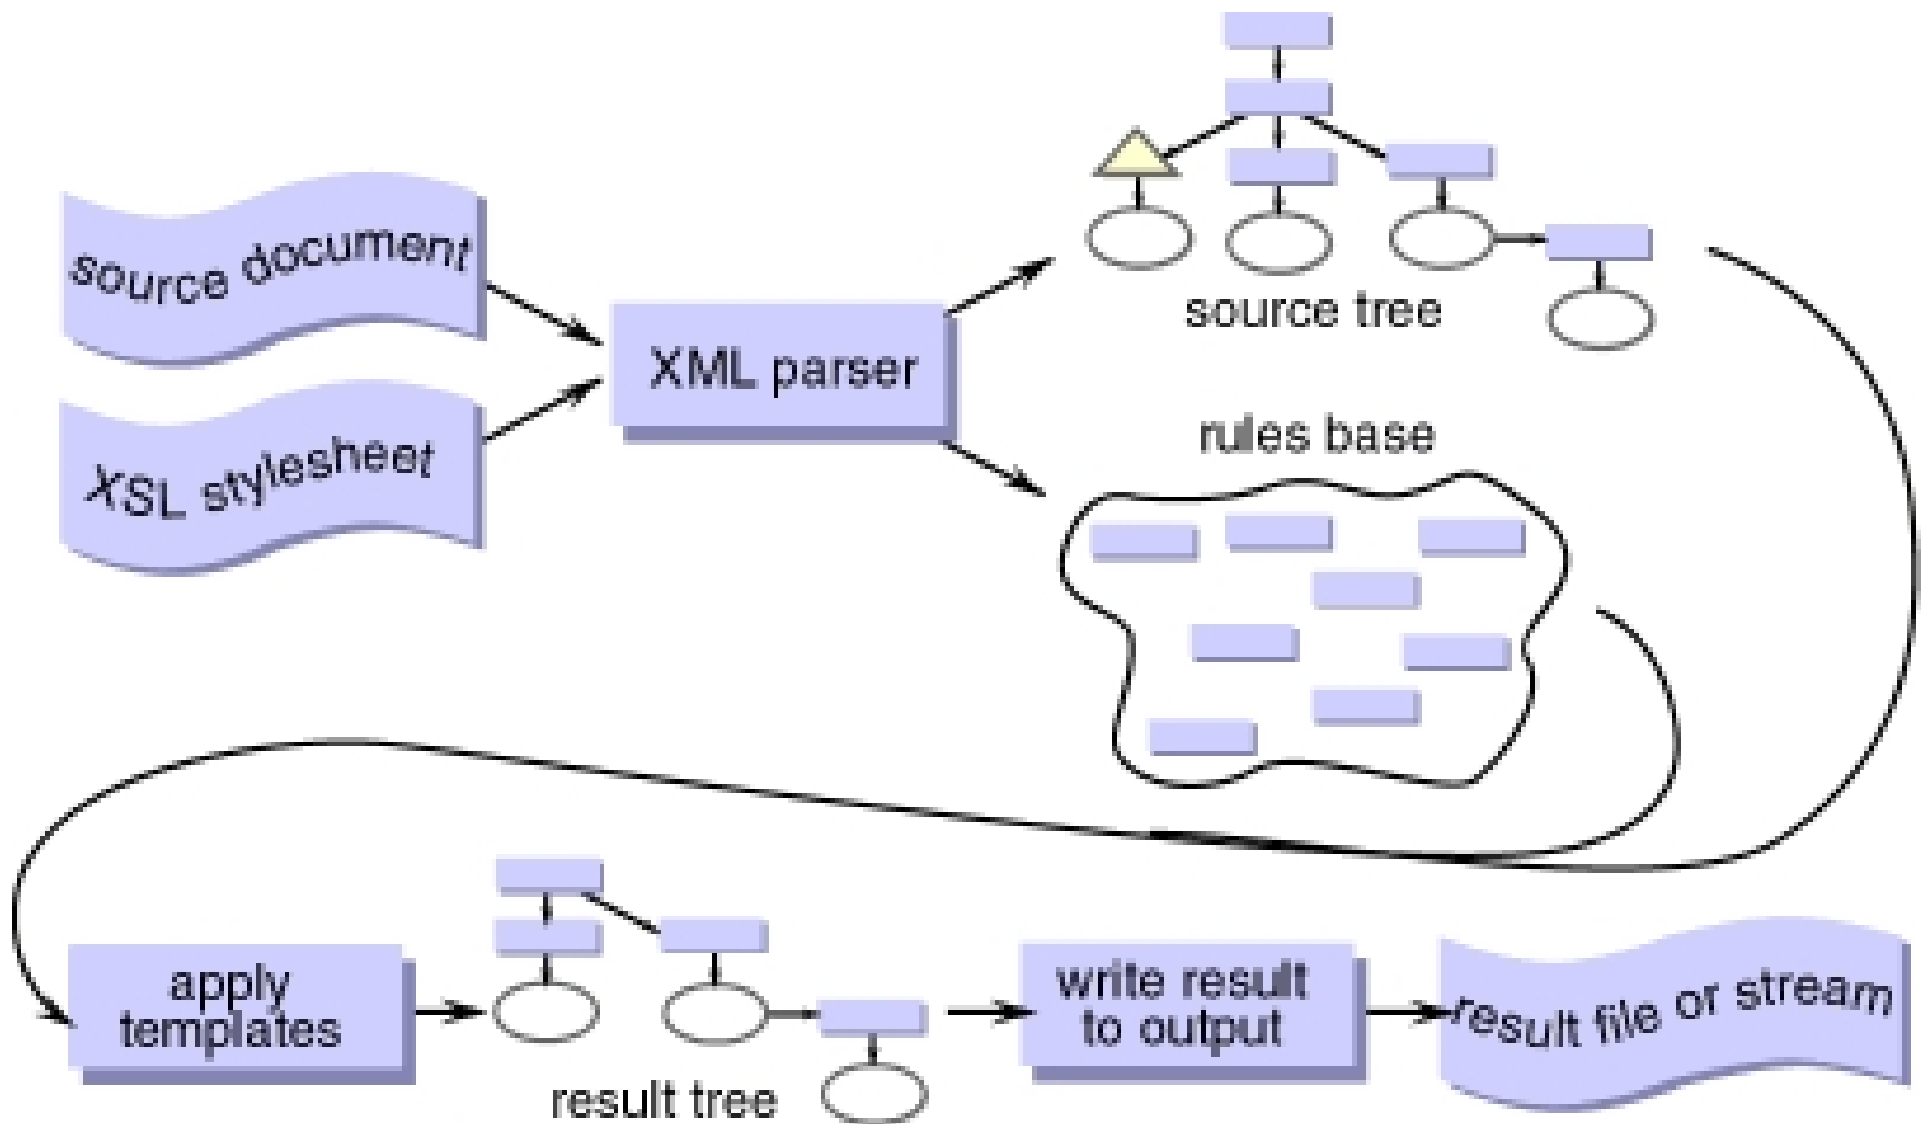 source document
XSL stylesheet
XML parser
source tree
rules base
apply
templates
result tree
write result
to output
result file or stream